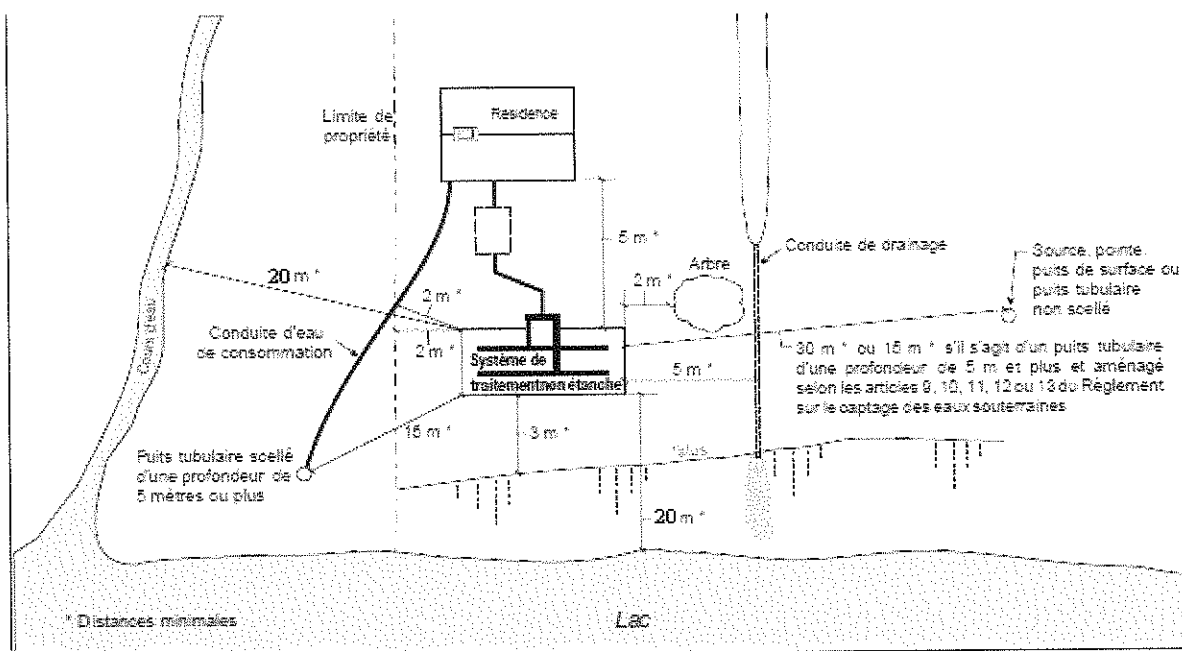 Résidence
Limite de
propriété
5 m *
Conduite de drainage
Source, pointe,
puits de surface ou
puits tubulaire
non scellé
Arbre
2 m *
20 m *
2 m *
Cours d'eau
Conduite d'eau
de consommation
2 m *
Système de
traitement non étanche
5 m *
30 m * ou 15 m * s'il s'agit d'un puits tubulaire
d'une profondeur de 5 m et plus et aménagé
selon les articles 9, 10, 11, 12 ou 13 du Règlement
sur le captage des eaux souterraines
15 m *
3 m *
Talus
Puits tubulaire scellé
d'une profondeur de
5 mètres ou plus
20 m *
* Distances minimales
Lac